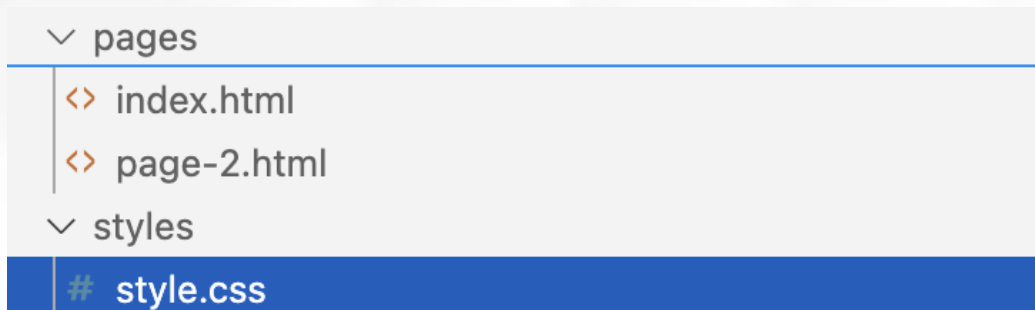 pages
<> index.html
<> page-2.html
styles
# style.css